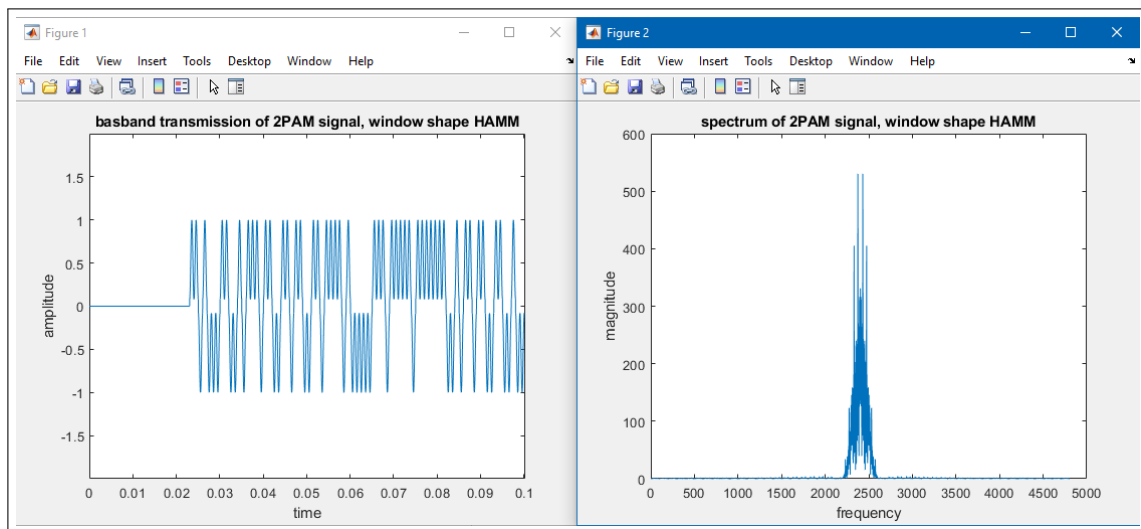 Figure 1
File Edit View Insert Tools Desktop Window Help
basband transmission of 2PAM signal, window shape HAMM
amplitude
1.5
1
0.5
0
-0.5
-1
-1.5
0 0.01 0.02 0.03 0.04 0.05 0.06 0.07 0.08 0.09 0.1
time
Figure 2
File Edit View Insert Tools Desktop Window Help
spectrum of 2PAM signal, window shape HAMM
magnitude
600
500
400
300
200
100
0
0 500 1000 1500 2000 2500 3000 3500 4000 4500 5000
frequency